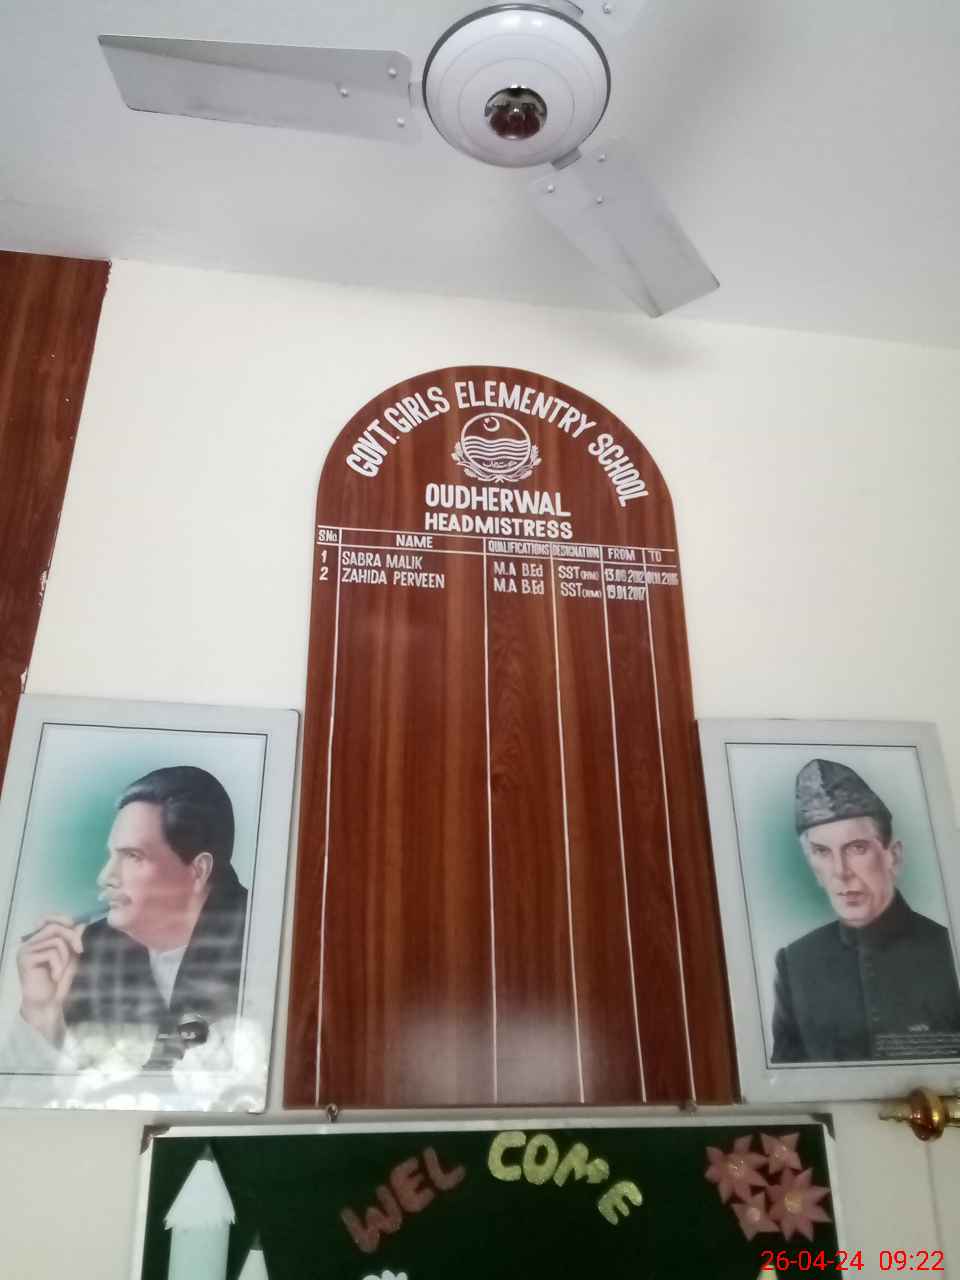 GOVT. GIRLS ELEMENTRY SCHOOL
OUDHERWAL
HEADMISTRESS
S.No NAME QUALIFICATIONS DESIGNATION FROM TO
1 SABRA MALIK M.A B.Ed SST
2 ZAHIDA PERVEEN M.A B.Ed SST 19.01.2017
WEL COME
26-04-24 09:22